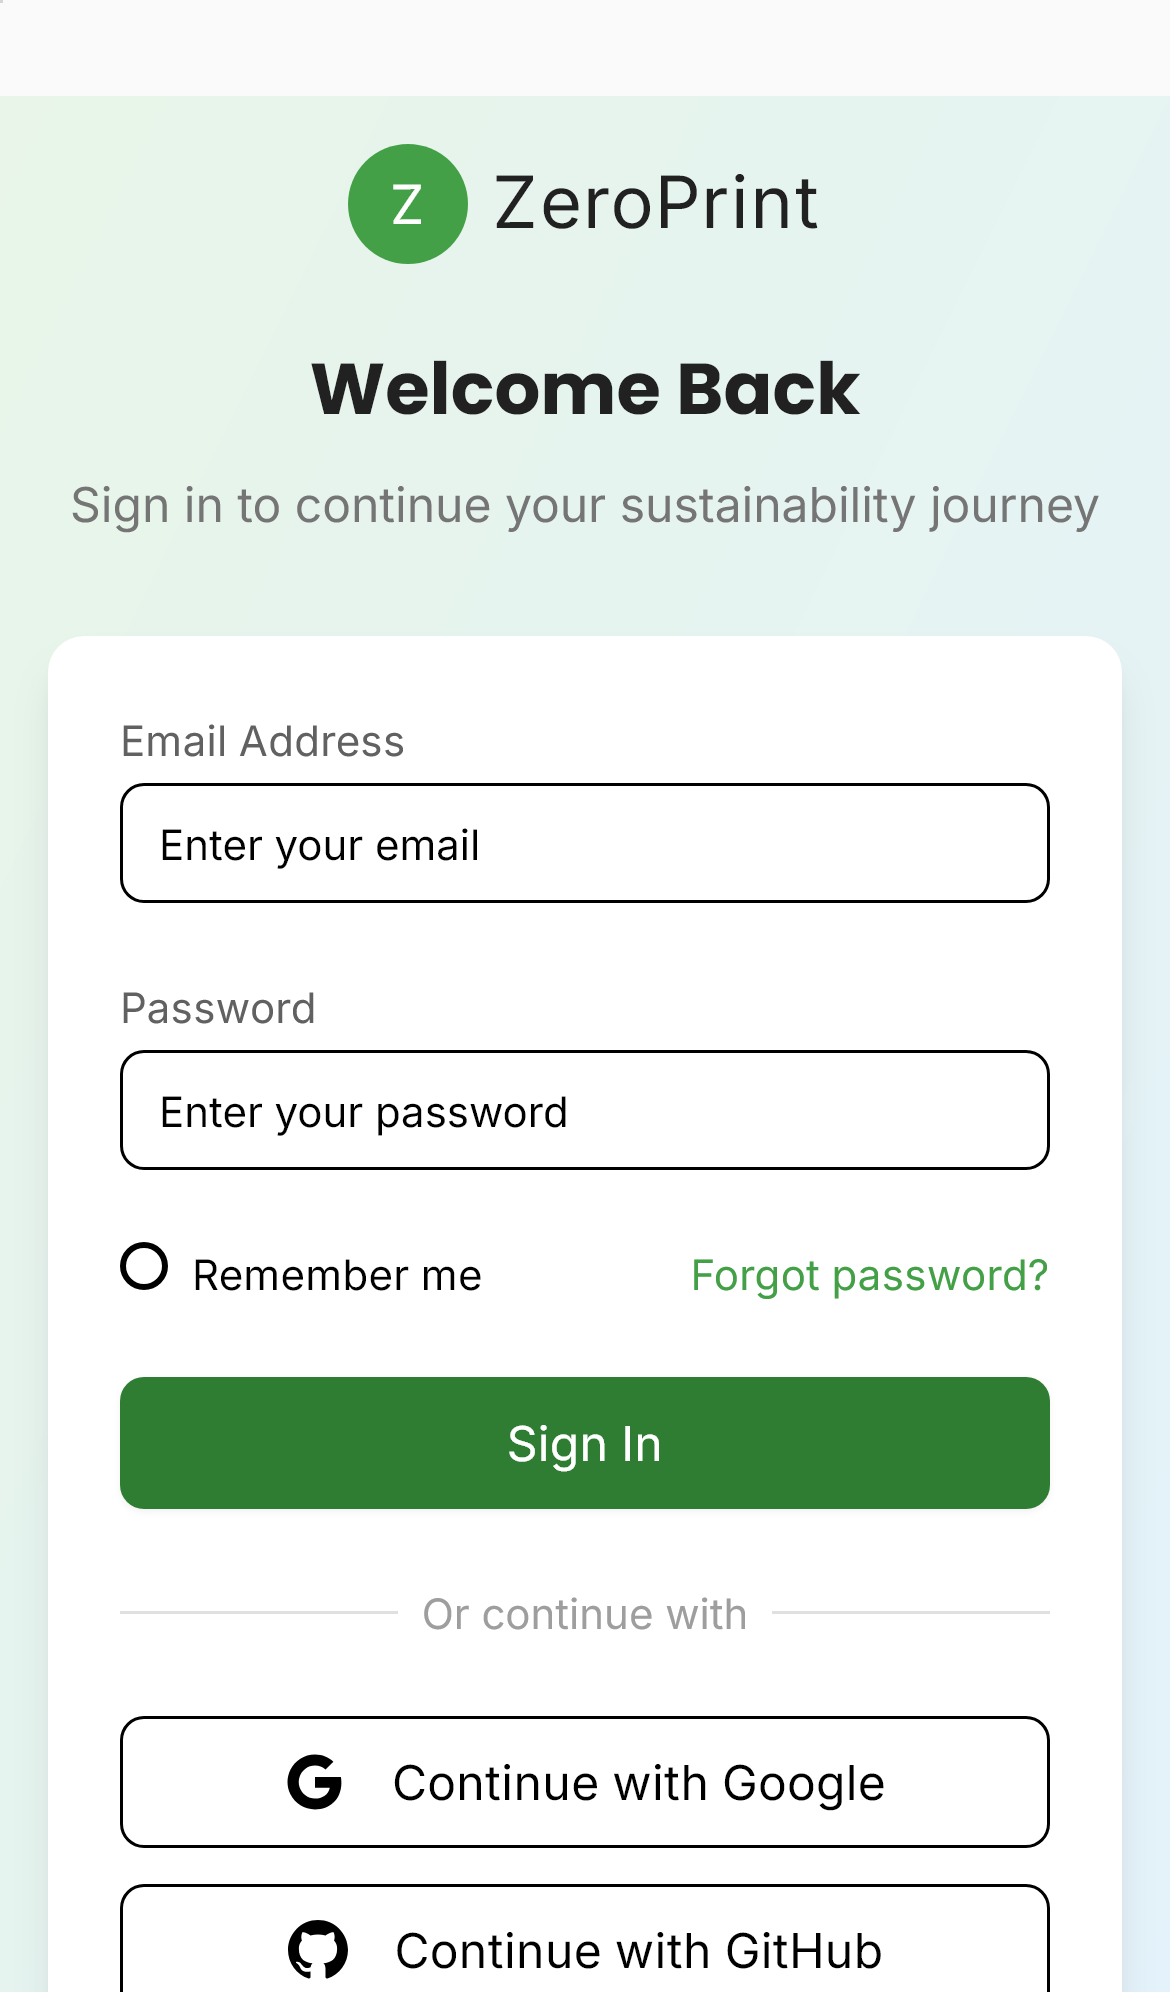 Z ZeroPrint
Welcome Back
Sign in to continue your sustainability journey
Email Address
Enter your email
Password
Enter your password
Remember me Forgot password?
Sign In
Or continue with
Continue with Google
Continue with GitHub